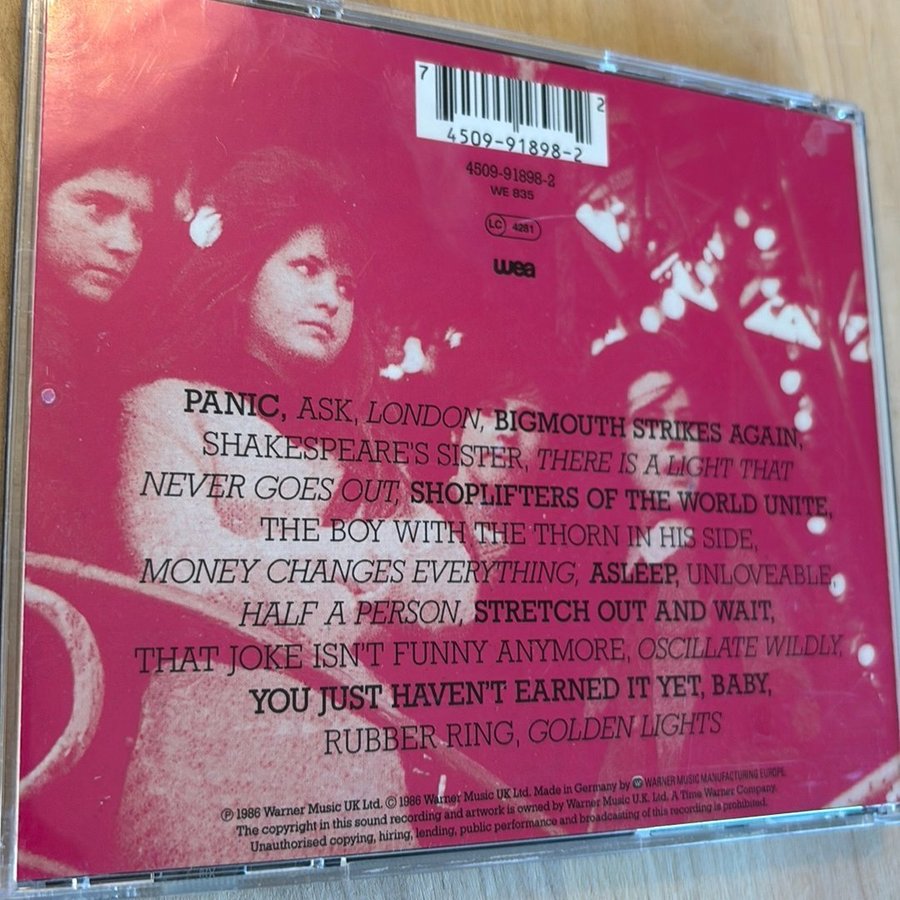 7
2
4509-91898-2
4509-91898-2
WE 835
LC 4281
wea
PANIC, ASK, LONDON, BIGMOUTH STRIKES AGAIN,
SHAKESPEARE'S SISTER, THERE IS A LIGHT THAT
NEVER GOES OUT, SHOPLIFTERS OF THE WORLD UNITE,
THE BOY WITH THE THORN IN HIS SIDE,
MONEY CHANGES EVERYTHING, ASLEEP, UNLOVEABLE,
HALF A PERSON, STRETCH OUT AND WAIT,
THAT JOKE ISN'T FUNNY ANYMORE, OSCILLATE WILDLY,
YOU JUST HAVEN'T EARNED IT YET, BABY,
RUBBER RING, GOLDEN LIGHTS
℗ 1986 Warner Music UK Ltd. © 1986 Warner Music UK Ltd. Made in Germany by W WARNER MUSIC MANUFACTURING EUROPE.
The copyright in this sound recording and artwork is owned by Warner Music U.K. Ltd. A Time Warner Company.
Unauthorised copying, hiring, lending, public performance and broadcasting of this recording is prohibited.